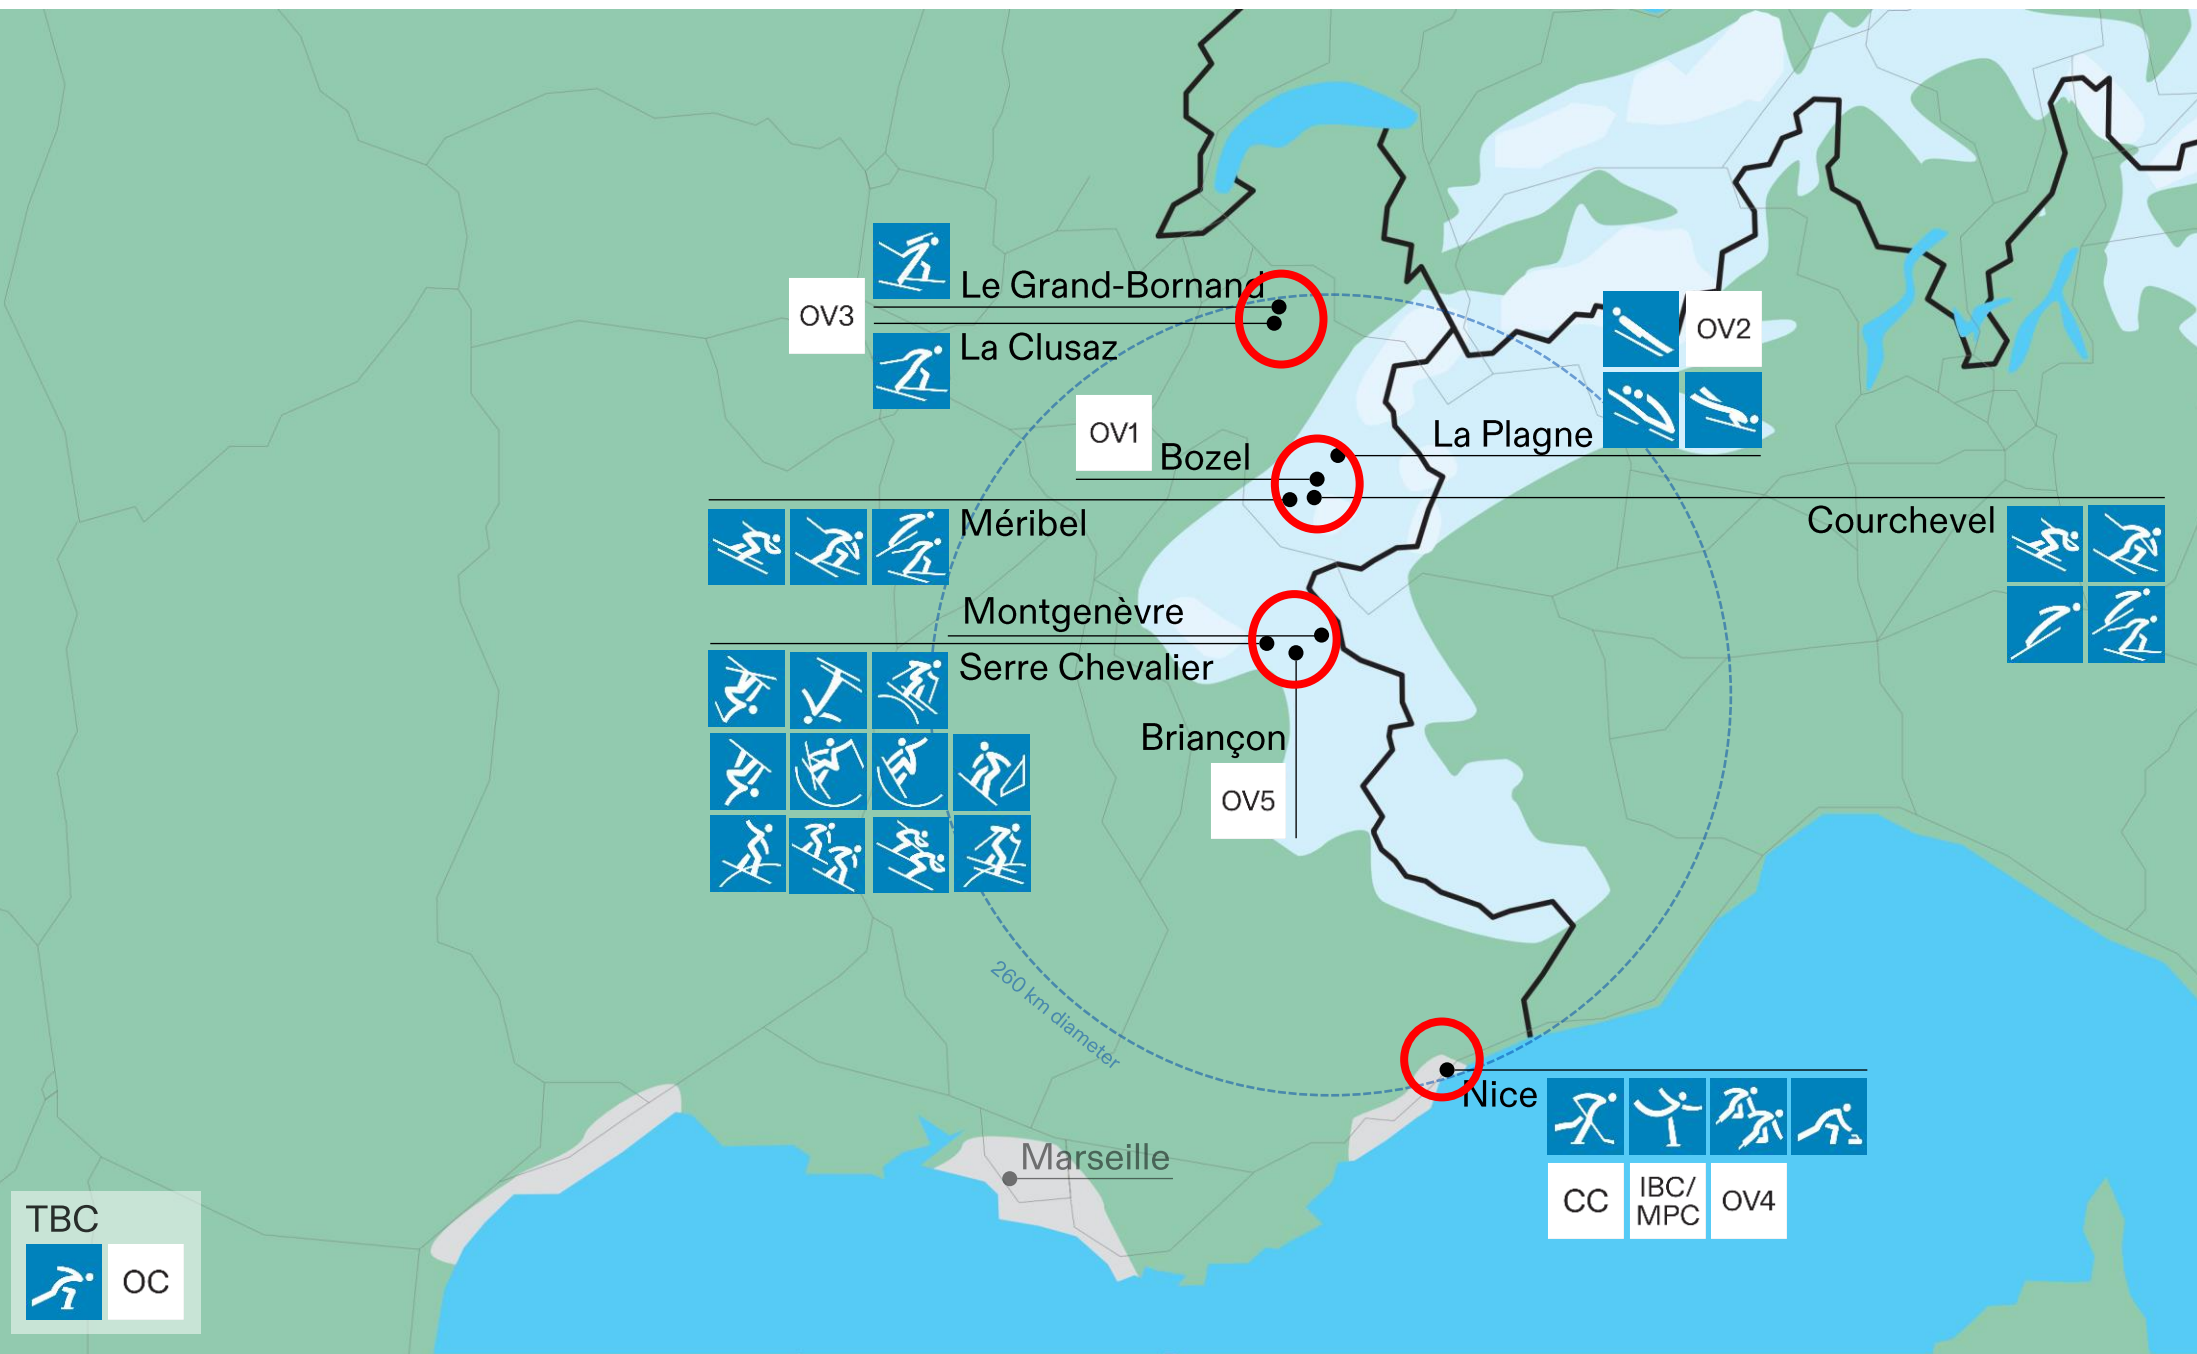 Le Grand-Bornand
OV3
La Clusaz
OV2
OV1
La Plagne
Bozel
Méribel
Courchevel
Montgenèvre
Serre Chevalier
Briançon
OV5
260 km diameter
Nice
Marseille
CC
IBC/
MPC
OV4
TBC
OC